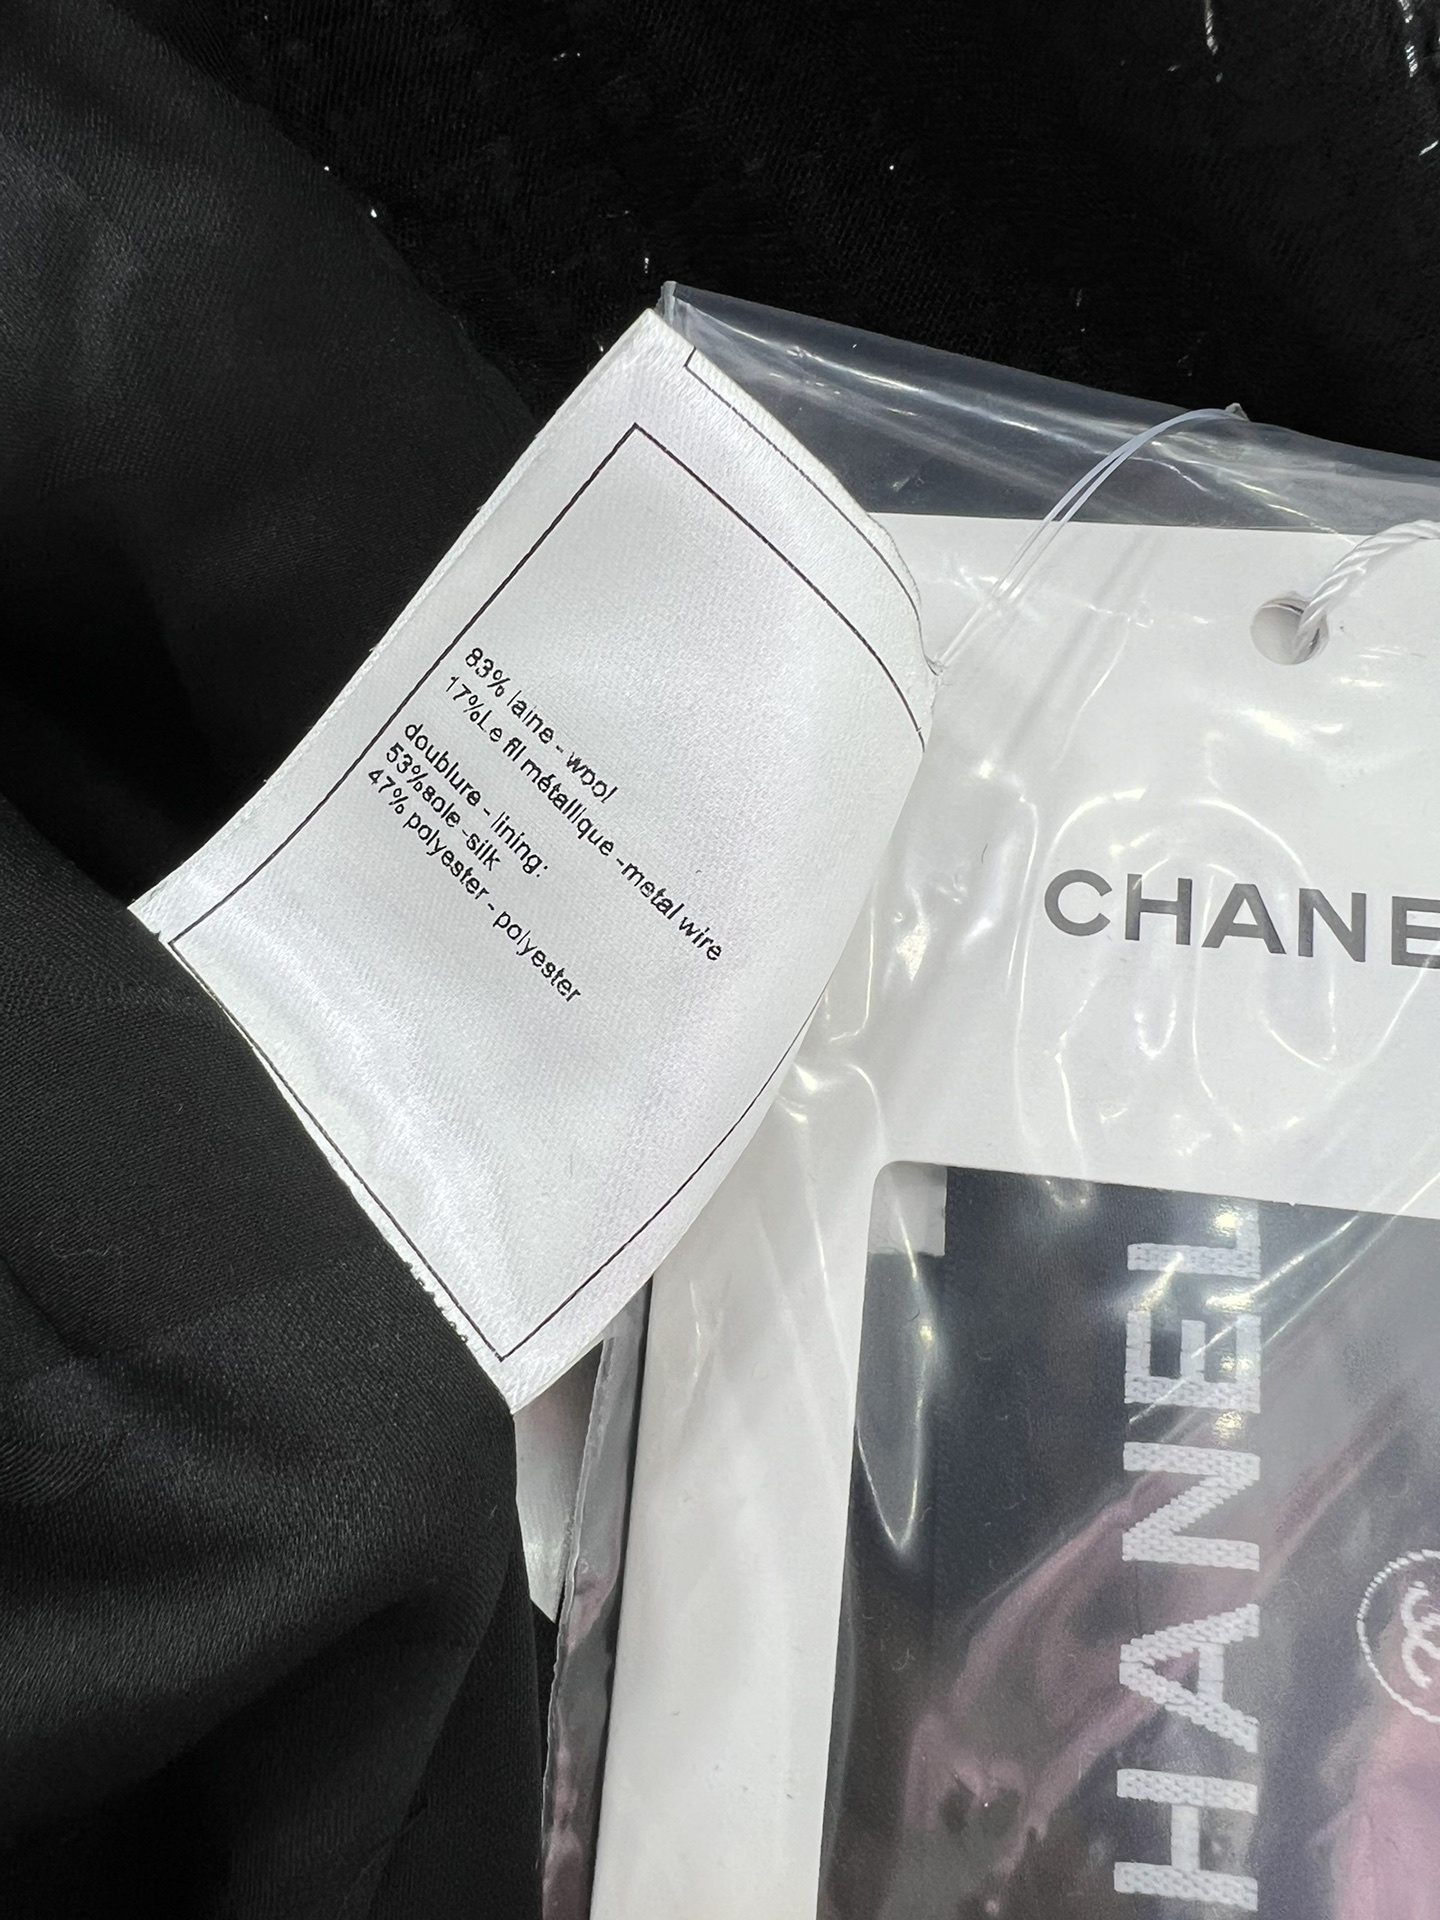 83% laine - wool
17%Le fil métallique -metal wire
doublure - lining:
53%soie -silk
47% polyester - polyester
CHANE
HANEL